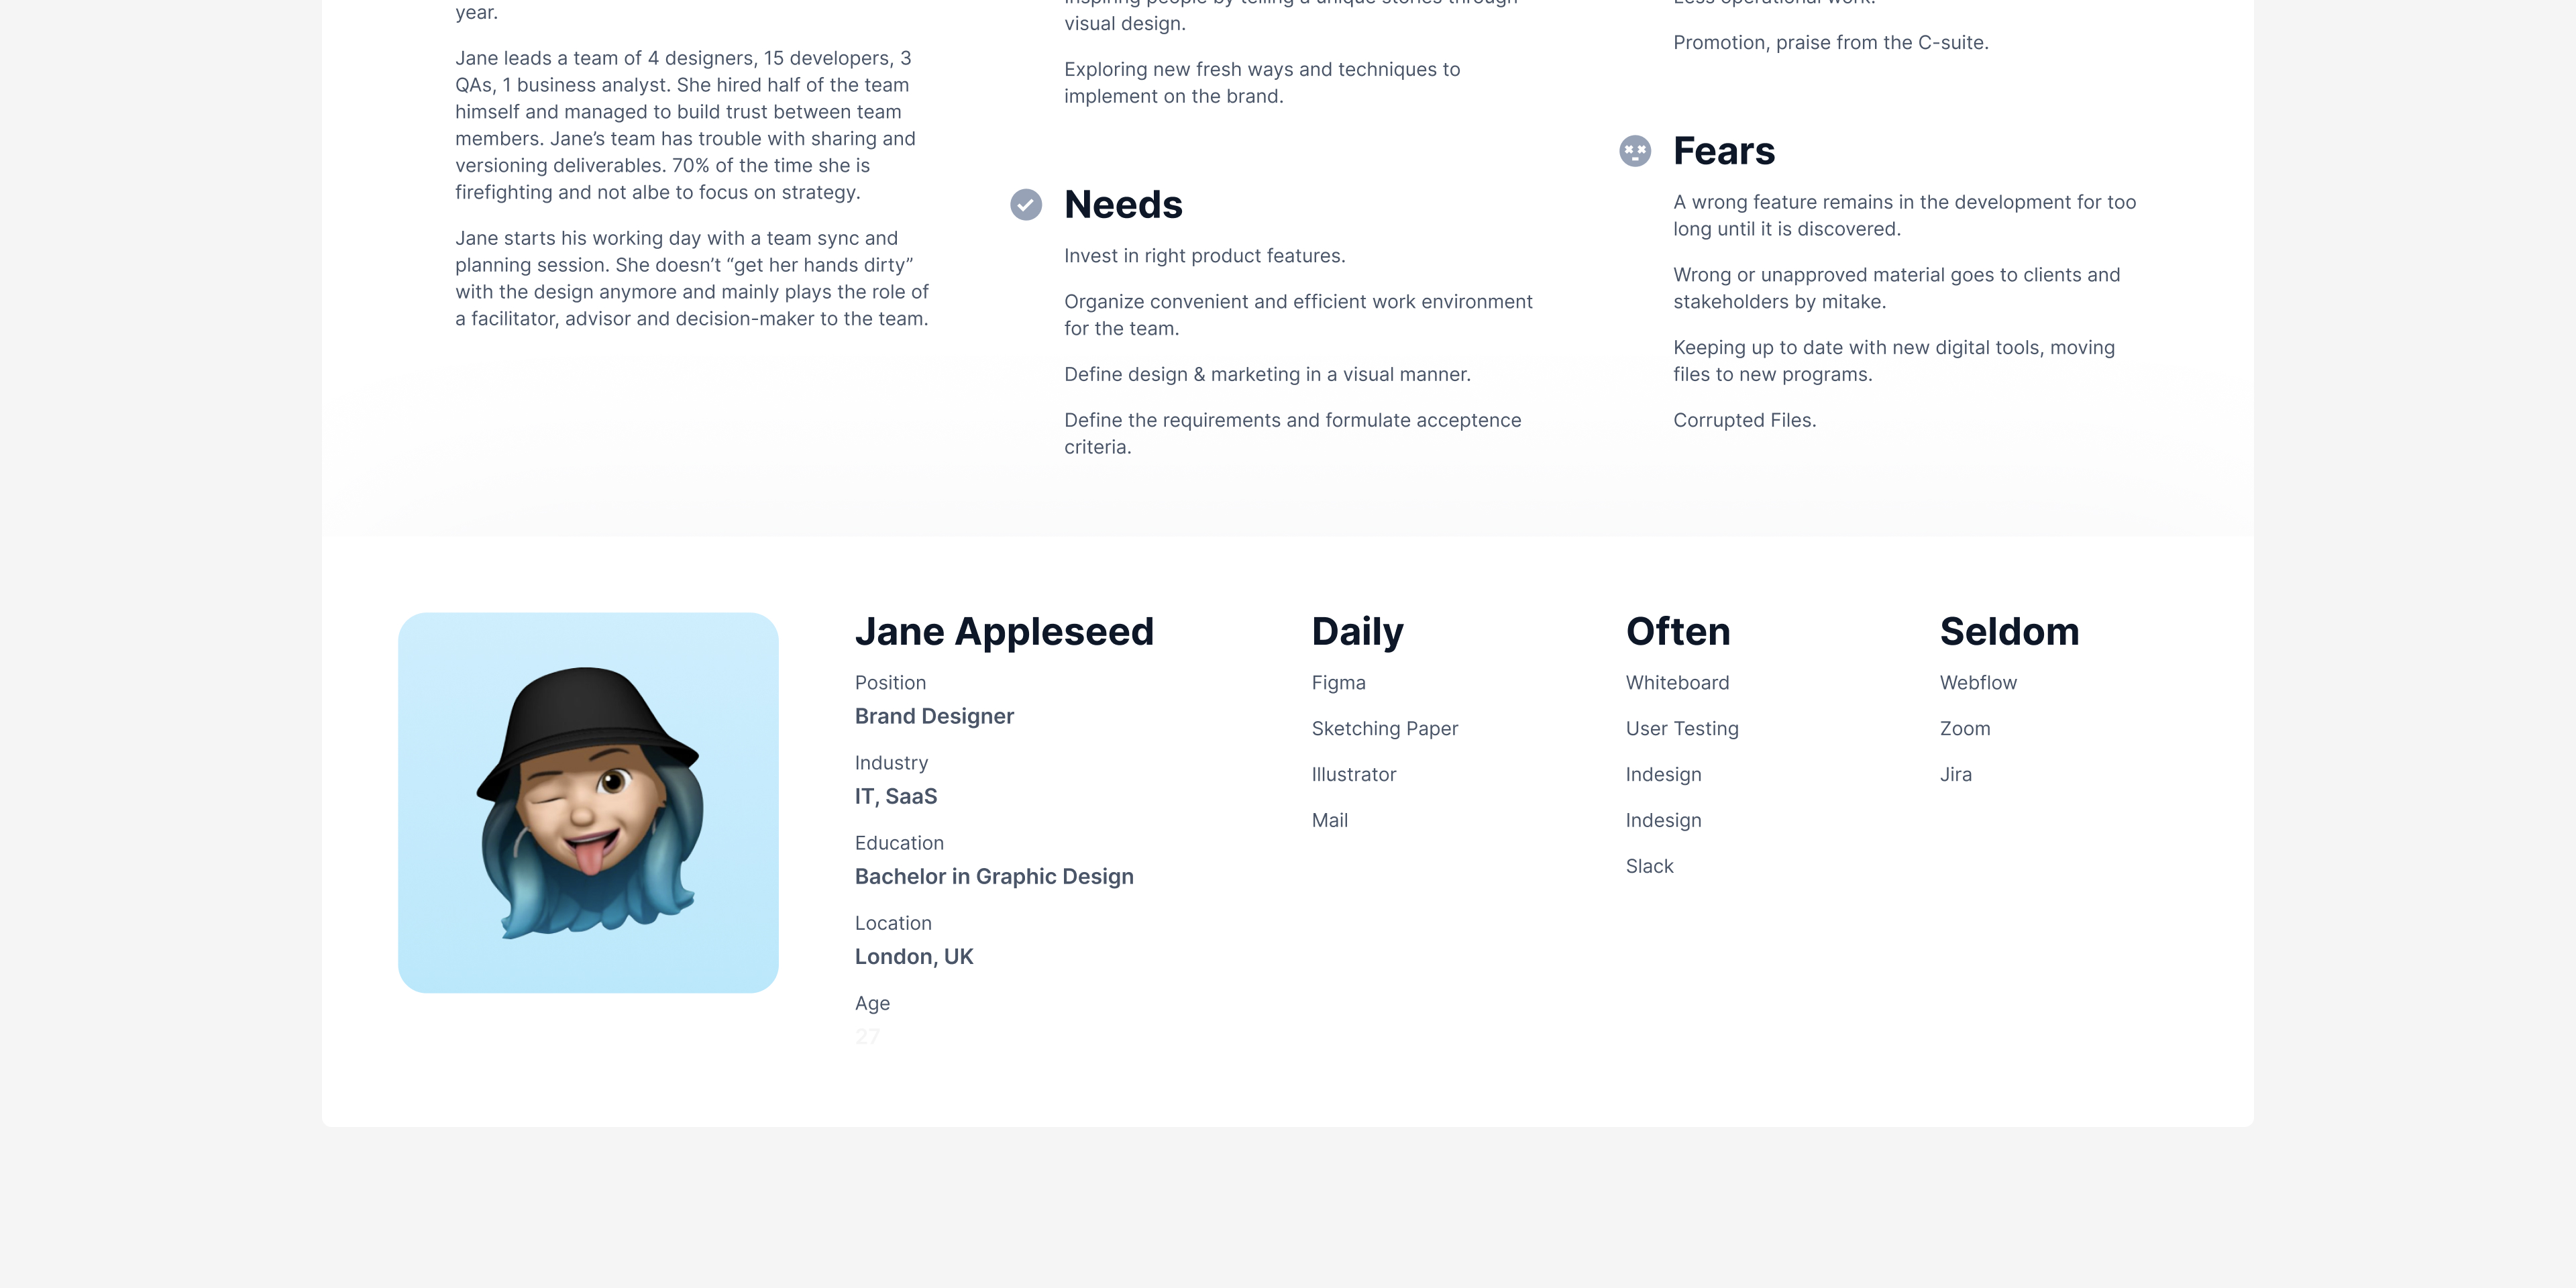 year.
Jane leads a team of 4 designers, 15 developers, 3
QAs, 1 business analyst. She hired half of the team
himself and managed to build trust between team
members. Jane’s team has trouble with sharing and
versioning deliverables. 70% of the time she is
firefighting and not albe to focus on strategy.
Jane starts his working day with a team sync and
planning session. She doesn’t “get her hands dirty”
with the design anymore and mainly plays the role of
a facilitator, advisor and decision-maker to the team.
Inspiring people by telling a unique stories through
visual design.
Exploring new fresh ways and techniques to
implement on the brand.
Needs
Invest in right product features.
Organize convenient and efficient work environment
for the team.
Define design & marketing in a visual manner.
Define the requirements and formulate acceptence
criteria.
Less operational work.
Promotion, praise from the C-suite.
Fears
A wrong feature remains in the development for too
long until it is discovered.
Wrong or unapproved material goes to clients and
stakeholders by mitake.
Keeping up to date with new digital tools, moving
files to new programs.
Corrupted Files.
Jane Appleseed
Position
Brand Designer
Industry
IT, SaaS
Education
Bachelor in Graphic Design
Location
London, UK
Age
27
Daily
Figma
Sketching Paper
Illustrator
Mail
Often
Whiteboard
User Testing
Indesign
Indesign
Slack
Seldom
Webflow
Zoom
Jira